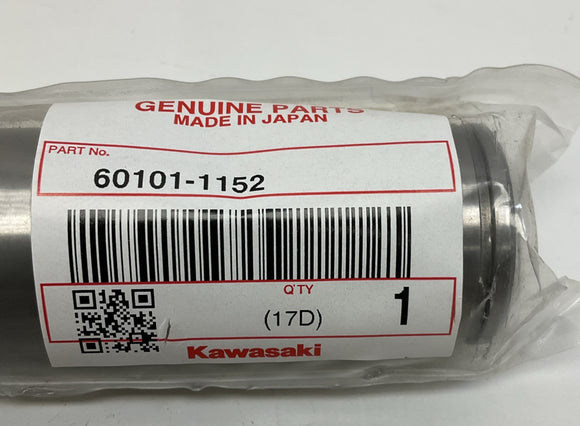 GENUINE PARTS
MADE IN JAPAN
PART No.
60101-1152
Q'TY
(17D) 1
Kawasaki